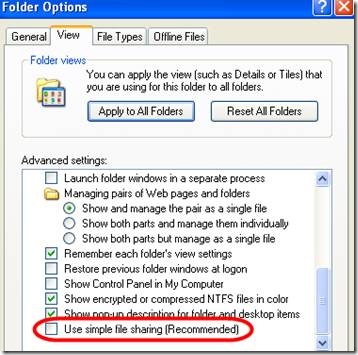 Folder Options
General View File Types Offline Files
Folder views
You can apply the view (such as Details or Tiles) that
you are using for this folder to all folders.
Apply to All Folders Reset All Folders
Advanced settings:
Launch folder windows in a separate process
Managing pairs of Web pages and folders
Show and manage the pair as a single file
Show both parts and manage them individually
Show both parts but manage as a single file
Remember each folder's view settings
Restore previous folder windows at logon
Show Control Panel in My Computer
Show encrypted or compressed NTFS files in color
Show pop-up description for folder and desktop items
Use simple file sharing (Recommended)